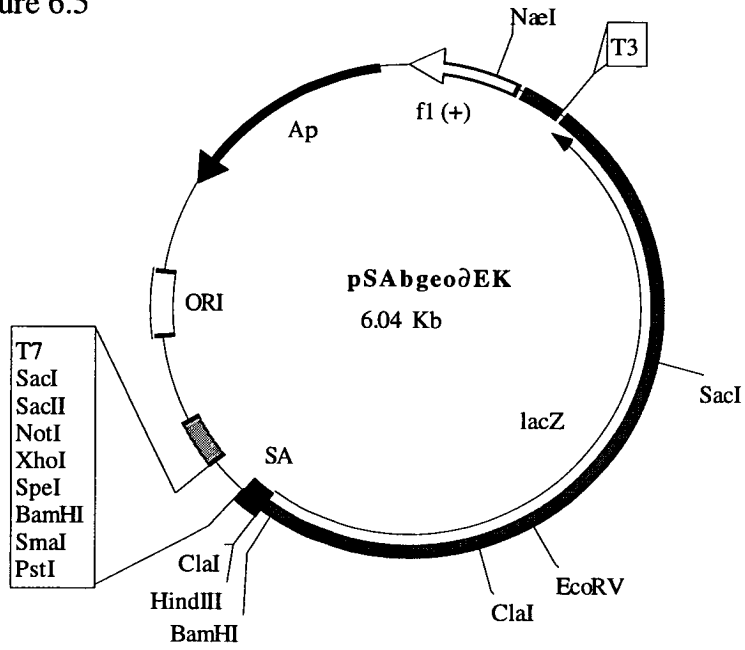 ure 6.5
NaeI
T3
f1 (+)
Ap
pSAbgeo∂EK
6.04 Kb
ORI
T7
SacI
SacII
NotI
XhoI
SpeI
BamHI
SmaI
PstI
SacI
lacZ
SA
ClaI
HindIII
BamHI
EcoRV
ClaI